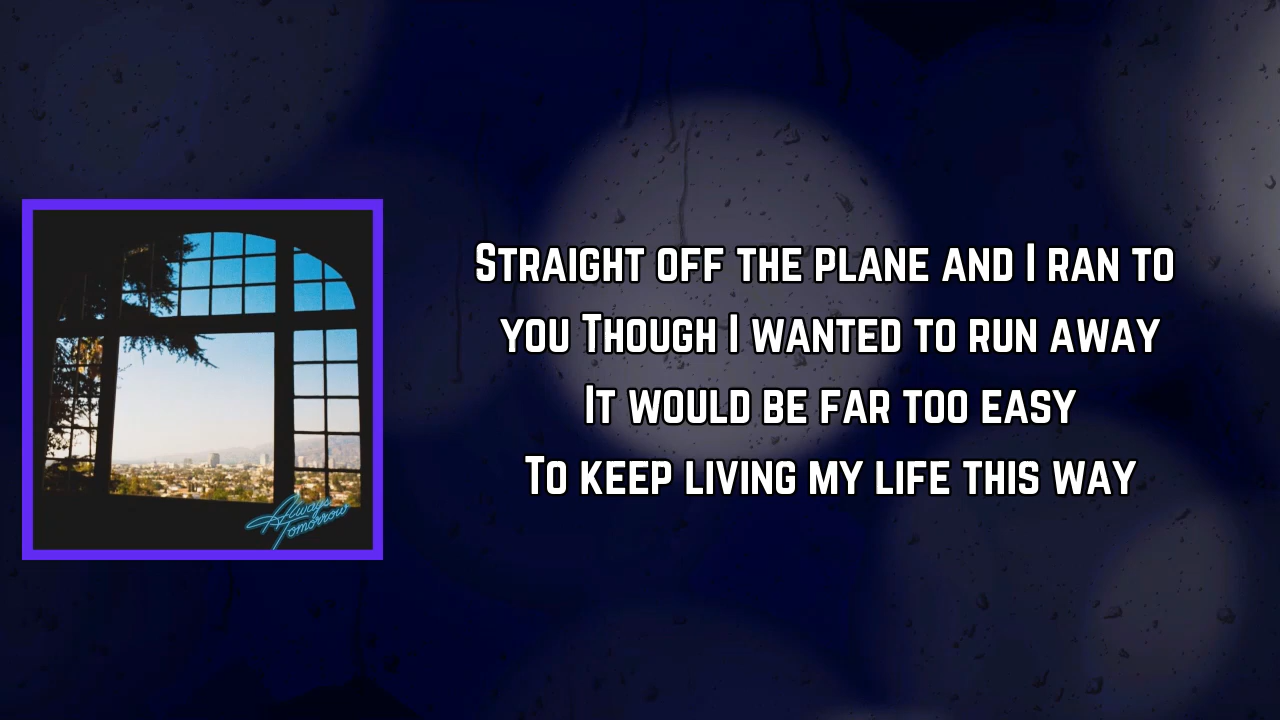 Straight off the plane and I ran to
you Though I wanted to run away
It would be far too easy
To keep living my life this way
Always
Tomorrow